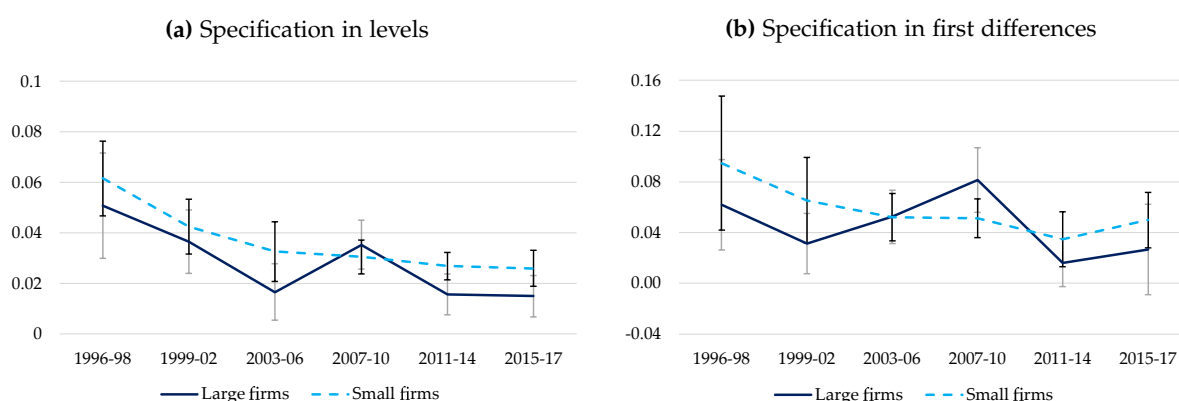 (a) Specification in levels
0.1
0.08
0.06
0.04
0.02
0
1996-98 1999-02 2003-06 2007-10 2011-14 2015-17
Large firms Small firms
(b) Specification in first differences
0.16
0.12
0.08
0.04
0.00
-0.04
1996-98 1999-02 2003-06 2007-10 2011-14 2015-17
Large firms Small firms